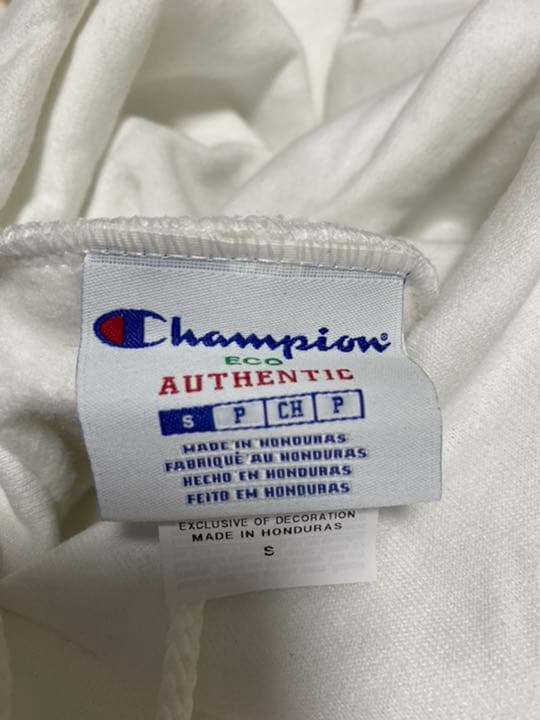 Champion
ECO
AUTHENTIC
S P CH P
MADE IN HONDURAS
FABRIQUÉ AU HONDURAS
HECHO EN HONDURAS
FEITO EM HONDURAS
EXCLUSIVE OF DECORATION
MADE IN HONDURAS
S